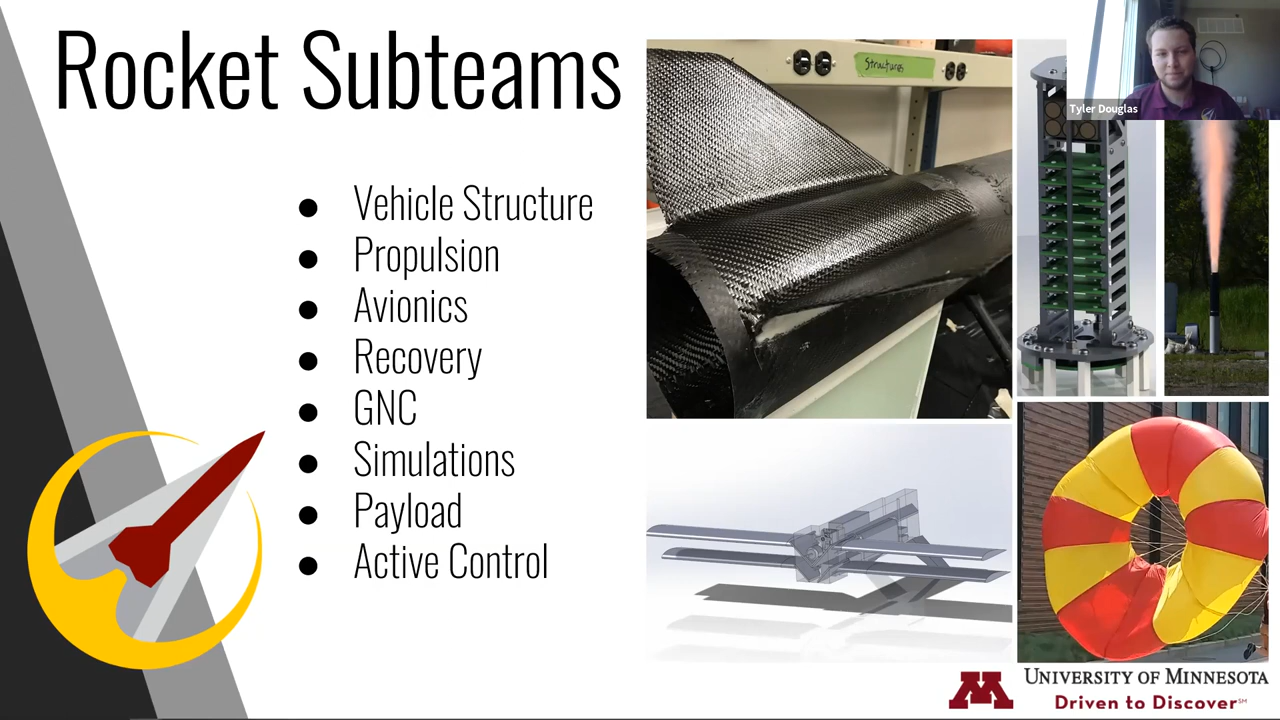 Rocket Subteams
Structures
Tyler Douglas
● Vehicle Structure
● Propulsion
● Avionics
● Recovery
● GNC
● Simulations
● Payload
● Active Control
M
UNIVERSITY OF MINNESOTA
Driven to Discover℠